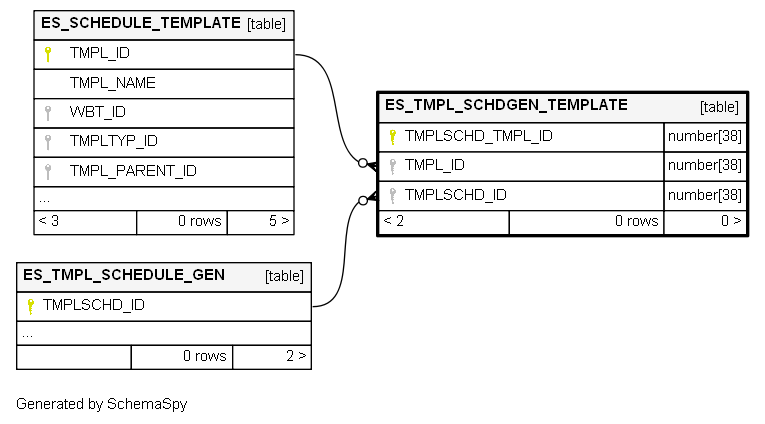 ES_SCHEDULE_TEMPLATE [table]
TMPL_ID
TMPL_NAME
WBT_ID
TMPLTYP_ID
TMPL_PARENT_ID
...
< 3 0 rows 5 >
ES_TMPL_SCHDGEN_TEMPLATE [table]
TMPLSCHD_TMPL_ID number[38]
TMPL_ID number[38]
TMPLSCHD_ID number[38]
< 2 0 rows 0 >
ES_TMPL_SCHEDULE_GEN [table]
TMPLSCHD_ID
...
0 rows 2 >
Generated by SchemaSpy